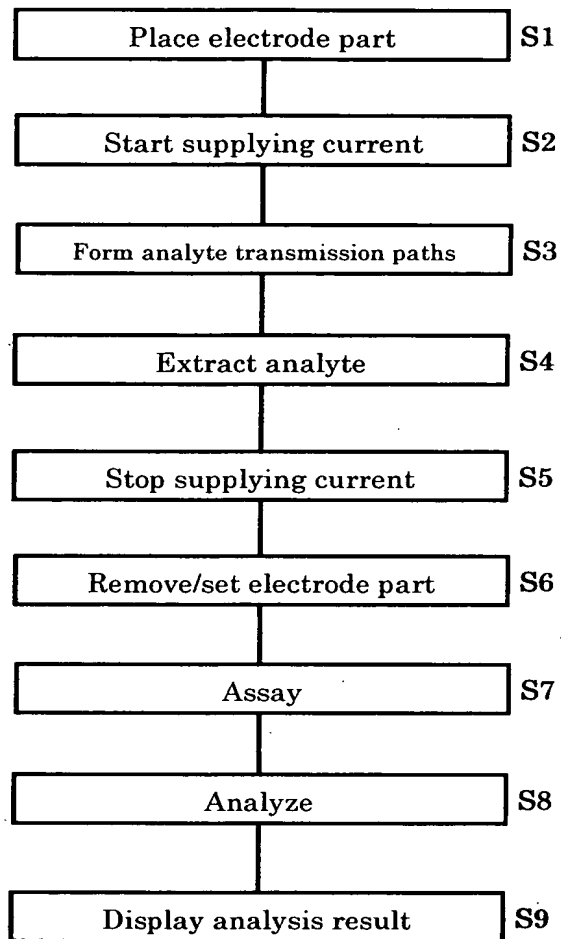 Place electrode part S1
Start supplying current S2
Form analyte transmission paths S3
Extract analyte S4
Stop supplying current S5
Remove/set electrode part S6
Assay S7
Analyze S8
Display analysis result S9